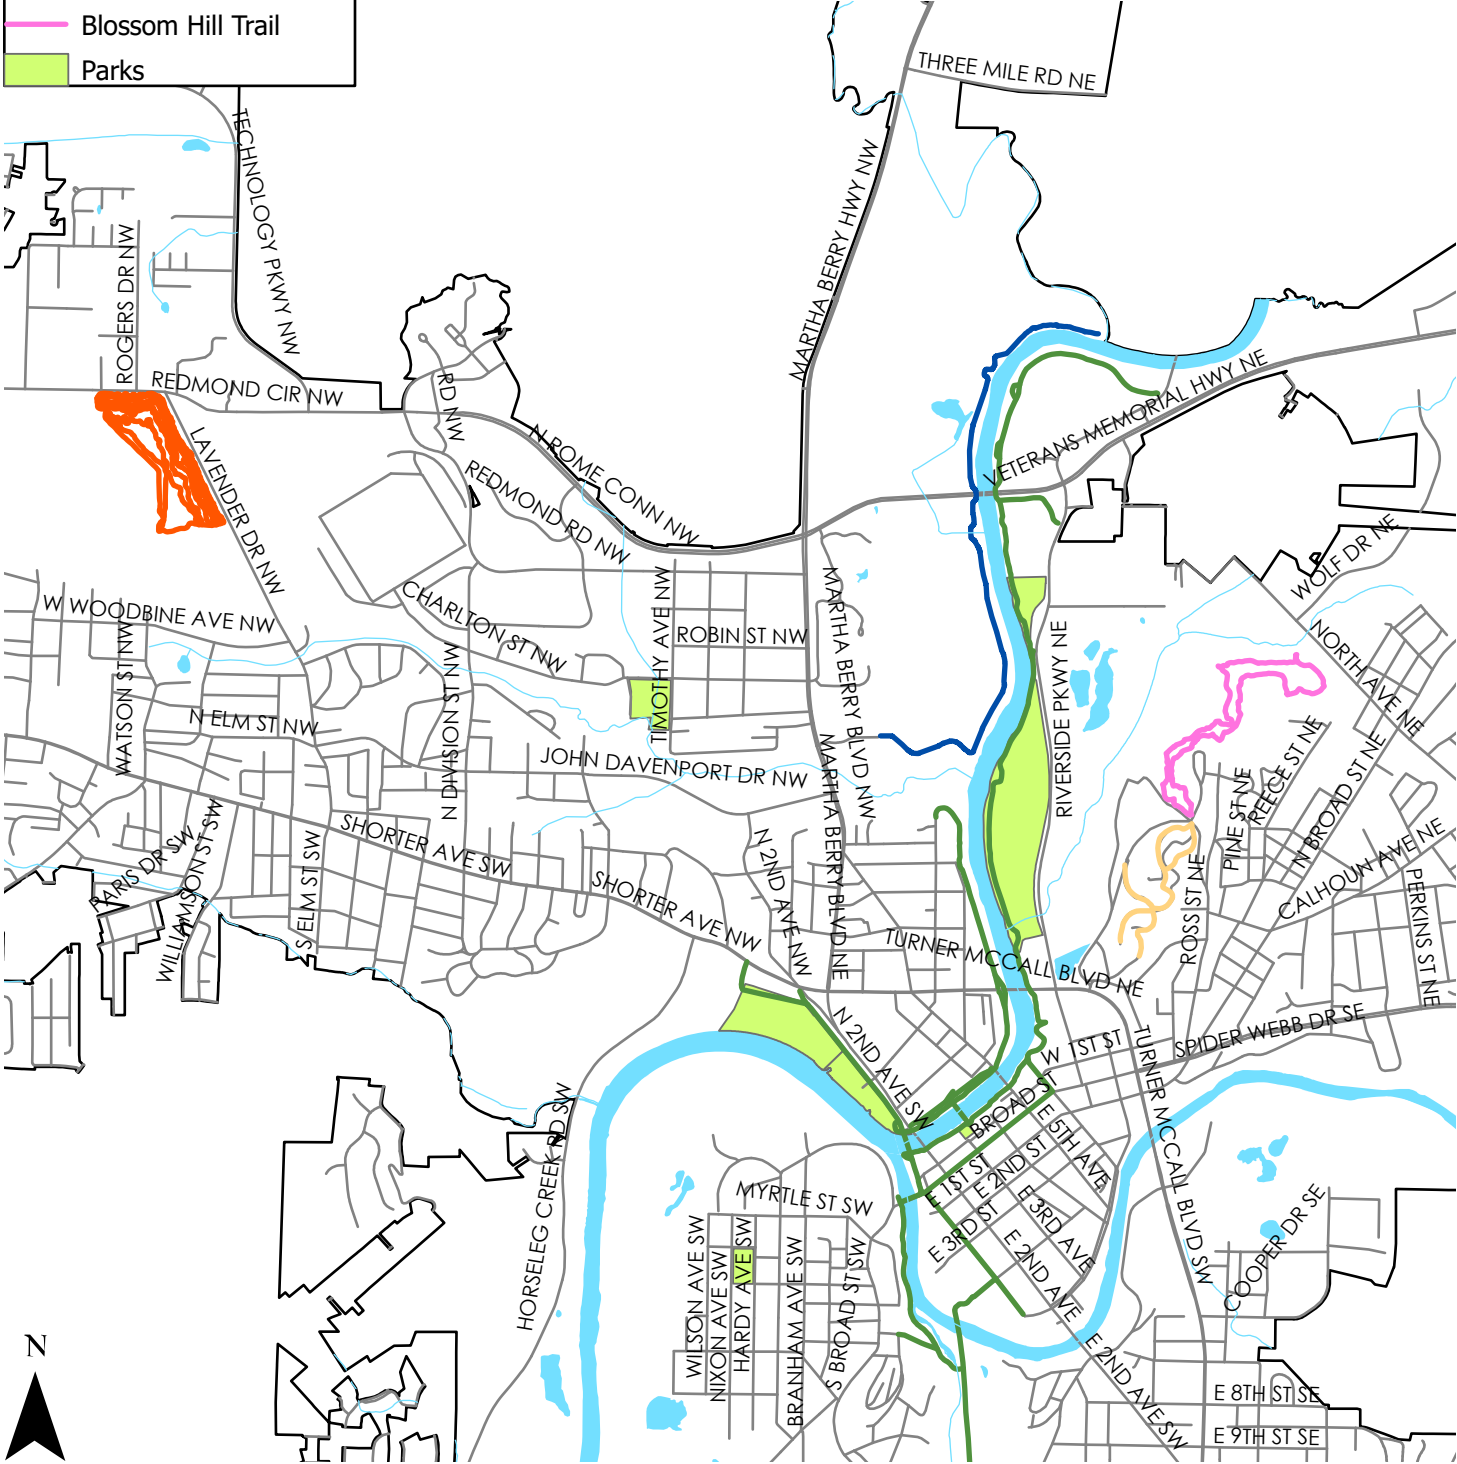 Blossom Hill Trail
Parks
THREE MILE RD NE
TECHNOLOGY PKWY NW
MARTHA BERRY HWY NW
ROGERS DR NW
REDMOND CIR NW
RD NW
VETERANS MEMORIAL HWY NE
LAVENDER DR NW
N ROME CONN NW
REDMOND RD NW
WOLF DR NE
W WOODBINE AVE NW
CHARLTON ST NW
TIMOTHY AVE NW
ROBIN ST NW
MARTHA BERRY BLVD NW
RIVERSIDE PKWY NE
NORTH AVE NE
WATSON ST NW
N ELM ST NW
N DIVISION ST NW
JOHN DAVENPORT DR NW
MARTHA BERRY BLVD NE
REECE ST NE
PINE ST NE
N BROAD ST NE
SHORTER AVE SW
N 2ND AVE NW
PARIS DR SW
WILLIAMSON ST SW
S ELM ST SW
SHORTER AVE NW
ROSS ST NE
CALHOUN AVE NE
PERKINS ST NE
TURNER MCCALL BLVD NE
N 2ND AVE SW
W 1ST ST
SPIDER WEBB DR SE
TURNER MCCALL BLVD SW
BROAD ST
E 5TH AVE
HORSELEG CREEK RD SW
E 1ST ST
E 2ND ST
E 3RD ST
E 3RD AVE
MYRTLE ST SW
WILSON AVE SW
NIXON AVE SW
HARDY AVE SW
BRANHAM AVE SW
S BROAD ST SW
E 2ND AVE
COOPER DR SE
E 2ND AVE SW
E 8TH ST SE
E 9TH ST SE
N